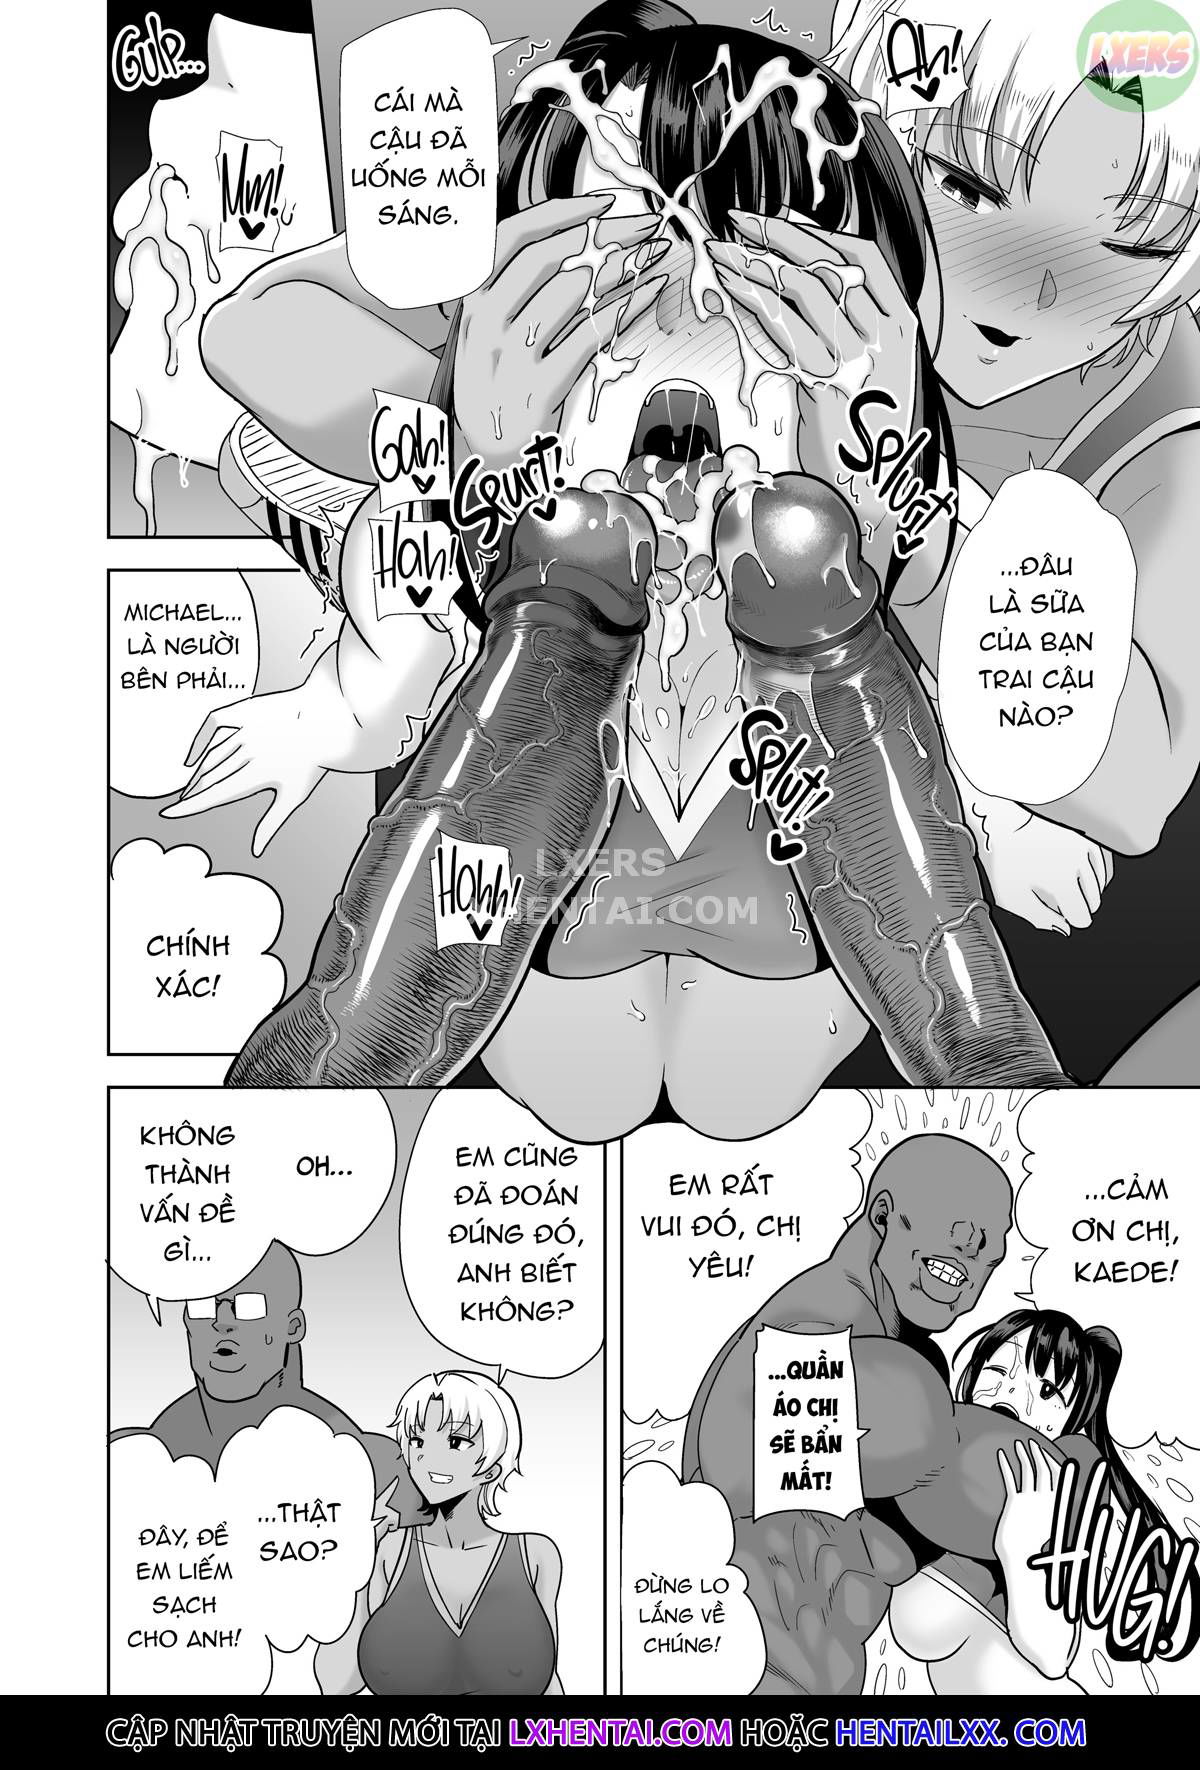 LXERS
Ah!
CÁI MÀ
CẬU ĐÃ
UỐNG MỖI
SÁNG.
Gulp...
Mm!
Gah!
Hah!
Spurt!
Splurt
...ĐÂU
LÀ SỮA
CỦA BẠN
TRAI CẬU
NÀO?
Splut!
Hahh!
MICHAEL...
LÀ NGƯỜI
BÊN PHẢI...
CHÍNH
XÁC!
LXERS
LXHENTAI.COM
...CẢM
ƠN CHỊ,
KAEDE!
EM RẤT
VUI ĐÓ, CHỊ
YÊU!
...QUẦN
ÁO CHỊ
SẼ BẨN
MẤT!
ĐỪNG LO
LẮNG VỀ
CHÚNG!
HUG!
EM CŨNG
ĐÃ ĐOÁN
ĐÚNG ĐÓ,
ANH BIẾT
KHÔNG?
OH...
KHÔNG
THÀNH
VẤN ĐỀ
GÌ...
...THẬT
SAO?
ĐÂY, ĐỂ
EM LIẾM
SẠCH
CHO ANH!
CẬP NHẬT TRUYỆN MỚI TẠI LXHENTAI.COM HOẶC HENTAILXX. COM